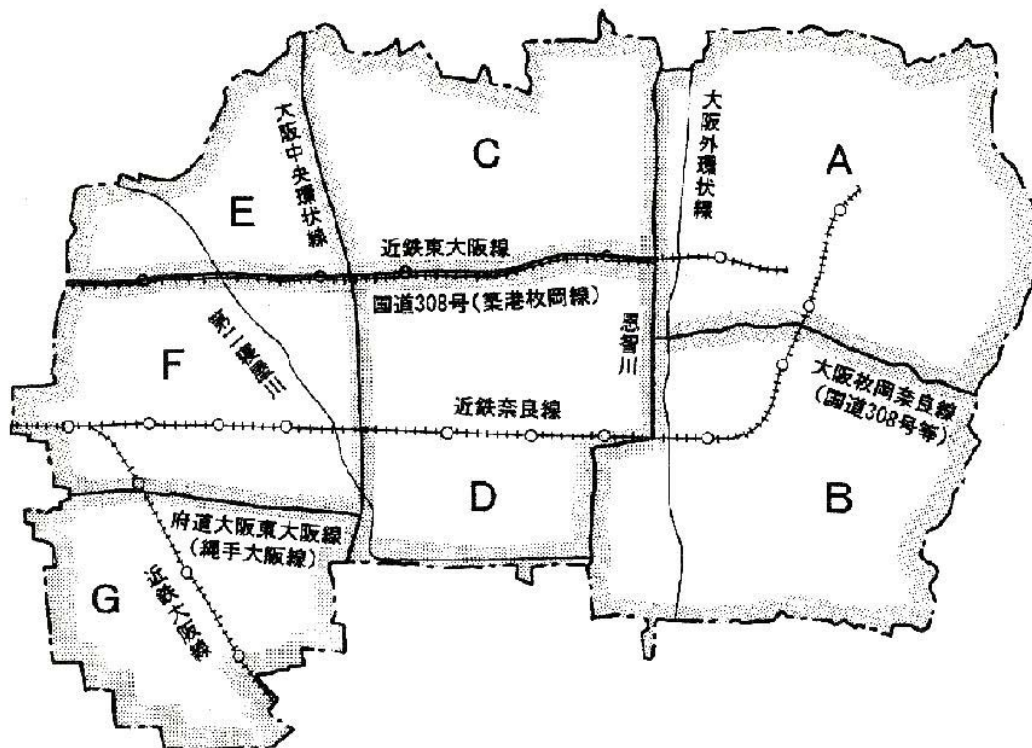 大阪中央環状線
C
大阪外環状線
A
E
近鉄東大阪線
国道308号(築港枚岡線)
恩智川
第二寝屋川
F
近鉄奈良線
大阪枚岡奈良線
(国道308号等)
D
B
府道大阪東大阪線
(縄手大阪線)
G
近鉄大阪線